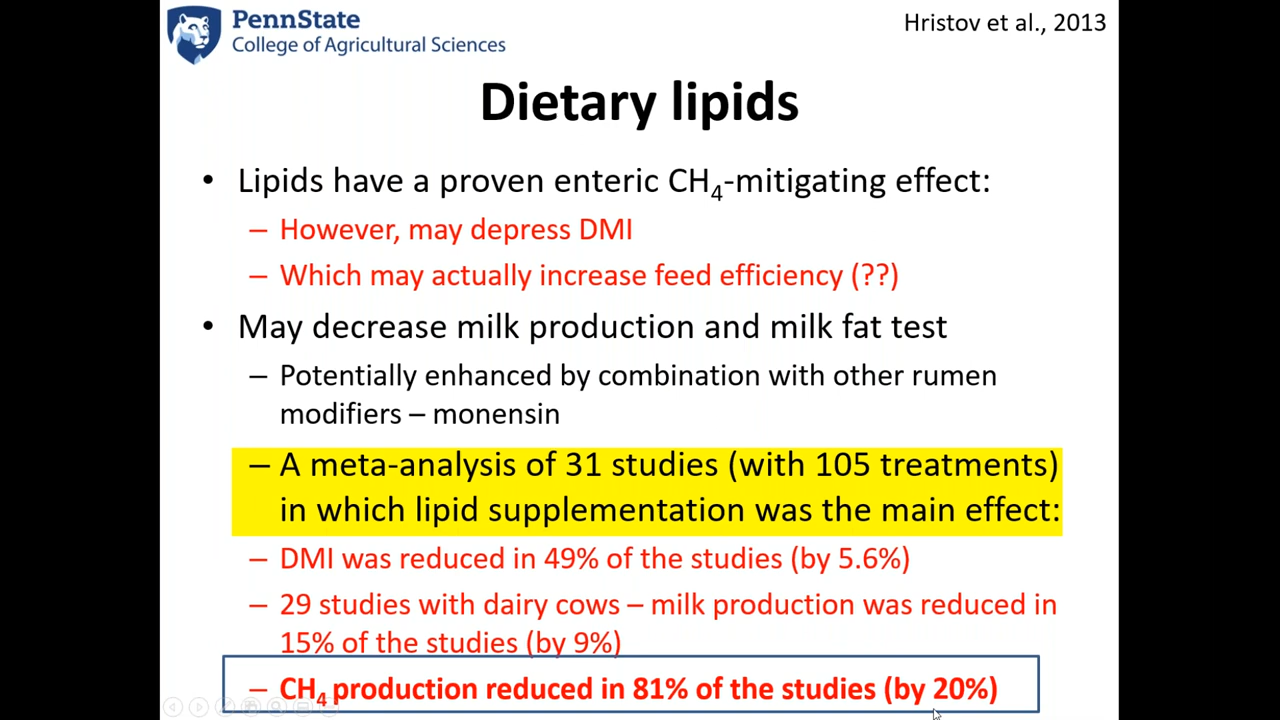 PennState
College of Agricultural Sciences
Hristov et al., 2013
Dietary lipids
• Lipids have a proven enteric CH₄-mitigating effect:
– However, may depress DMI
– Which may actually increase feed efficiency (??)
• May decrease milk production and milk fat test
– Potentially enhanced by combination with other rumen
modifiers – monensin
– A meta-analysis of 31 studies (with 105 treatments)
in which lipid supplementation was the main effect:
– DMI was reduced in 49% of the studies (by 5.6%)
– 29 studies with dairy cows – milk production was reduced in
15% of the studies (by 9%)
– CH₄ production reduced in 81% of the studies (by 20%)